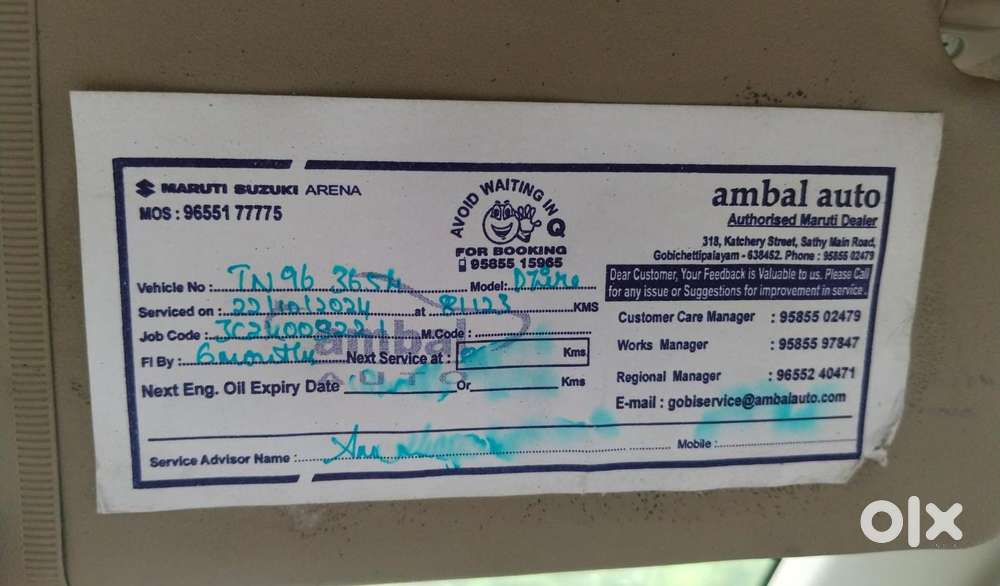 MARUTI SUZUKI ARENA
MOS : 96551 77775
AVOID WAITING IN Q
FOR BOOKING
95855 15965
ambal auto
Authorised Maruti Dealer
318, Katchery Street, Sathy Main Road,
Gobichettipalayam - 638452. Phone : 95855 02479
Dear Customer, Your Feedback is Valuable to us. Please Call
for any issue or Suggestions for improvement in service.
Vehicle No : TN 96 3654 Model: Dzire
Serviced on : 22/10/2024 at 81123 KMS
Job Code : M.Code :
FI By : 6 months Next Service at : Kms
Next Eng. Oil Expiry Date Or Kms
ambal
AUTO
Customer Care Manager : 95855 02479
Works Manager : 95855 97847
Regional Manager : 96552 40471
E-mail : gobiservice@ambalauto.com
Service Advisor Name : Mobile :
olx